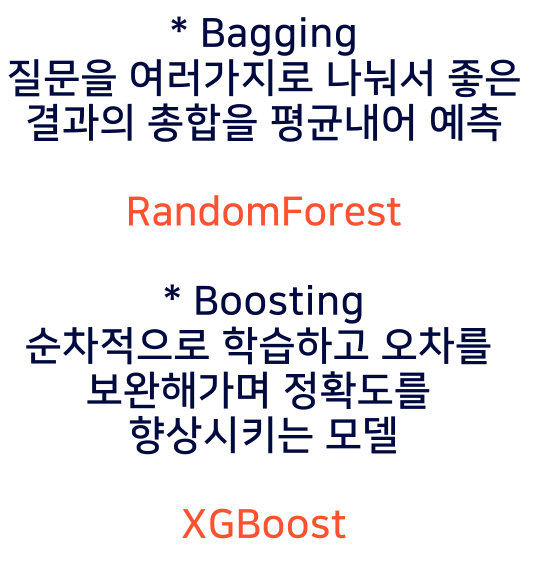 * Bagging
질문을 여러가지로 나눠서 좋은
결과의 총합을 평균내어 예측
RandomForest
* Boosting
순차적으로 학습하고 오차를
보완해가며 정확도를
향상시키는 모델
XGBoost